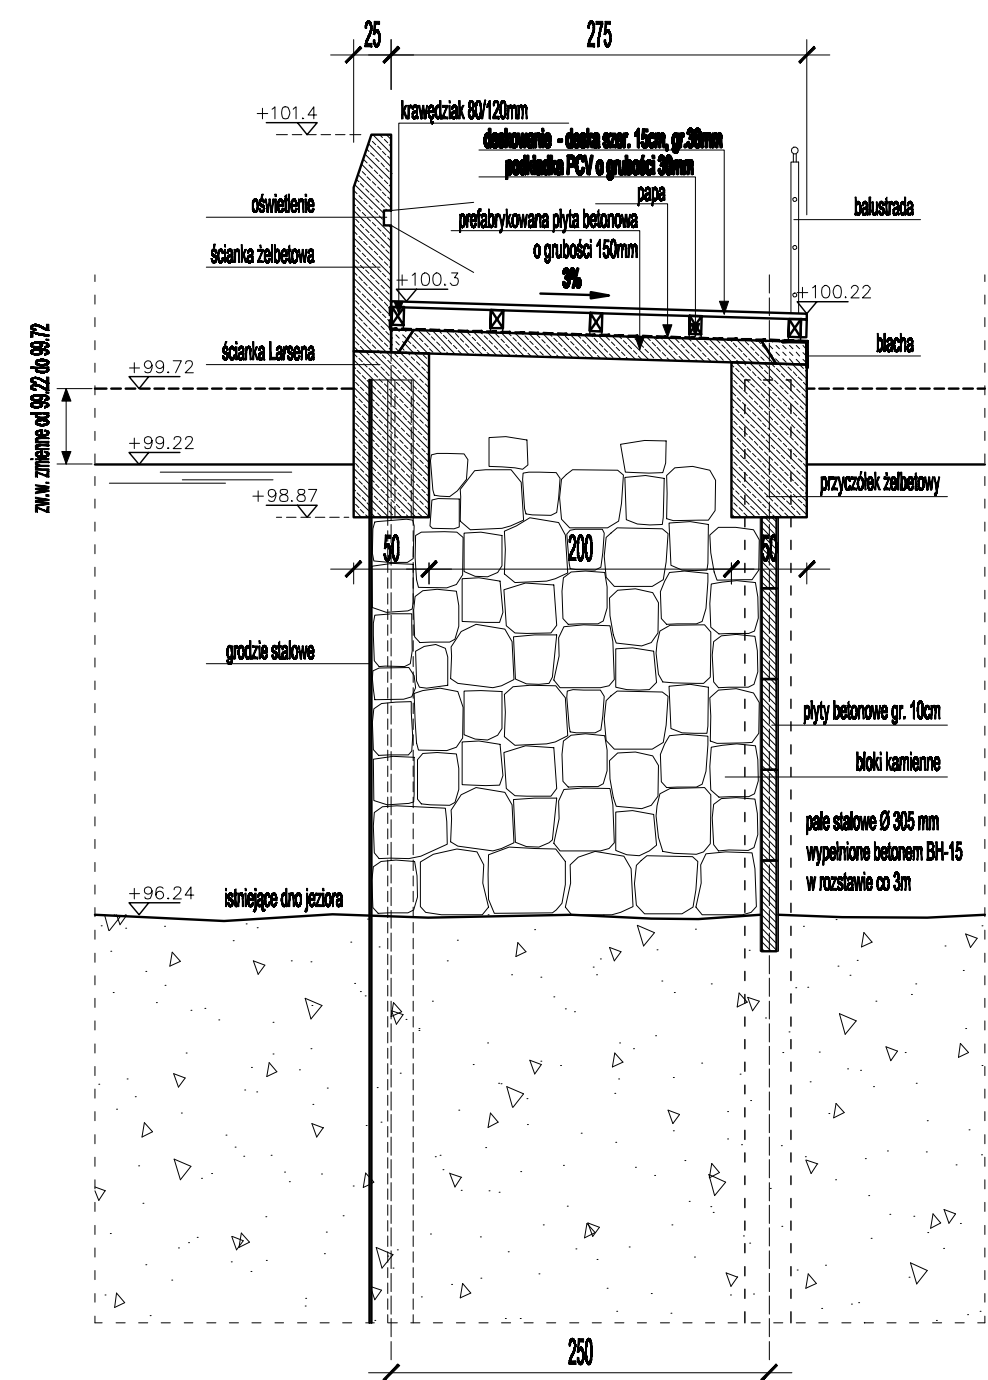 25
275
+101.4
krawędziak 80/120mm
deskowanie - deska szer. 15cm, gr.38mm
podkładka PCV o grubości 38mm
papa
oświetlenie
prefabrykowana płyta betonowa
o grubości 150mm
balustrada
ścianka żelbetowa
3%
+100.3
+100.22
zw.w. zmienne od 99.22 do 99.72
ścianka Larsena
blacha
+99.72
+99.22
+98.87
przyczółek żelbetowy
50
200
50
grodzie stalowe
płyty betonowe gr. 10cm
bloki kamienne
pale stalowe Ø 305 mm
wypełnione betonem BH-15
w rozstawie co 3m
+96.24
istniejące dno jeziora
250